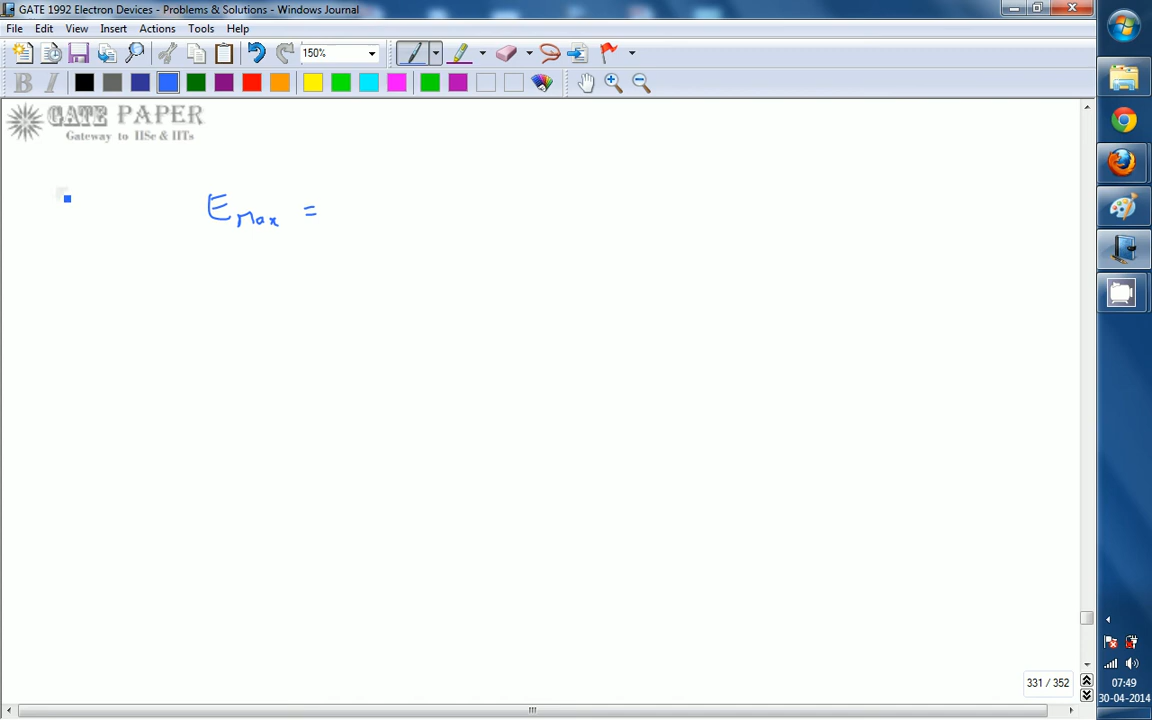 GATE 1992 Electron Devices - Problems & Solutions - Windows Journal
File Edit View Insert Actions Tools Help
150%
B I
GATE PAPER
Gateway to IISc & IITs
E Max =
331 / 352
07:49
30-04-2014